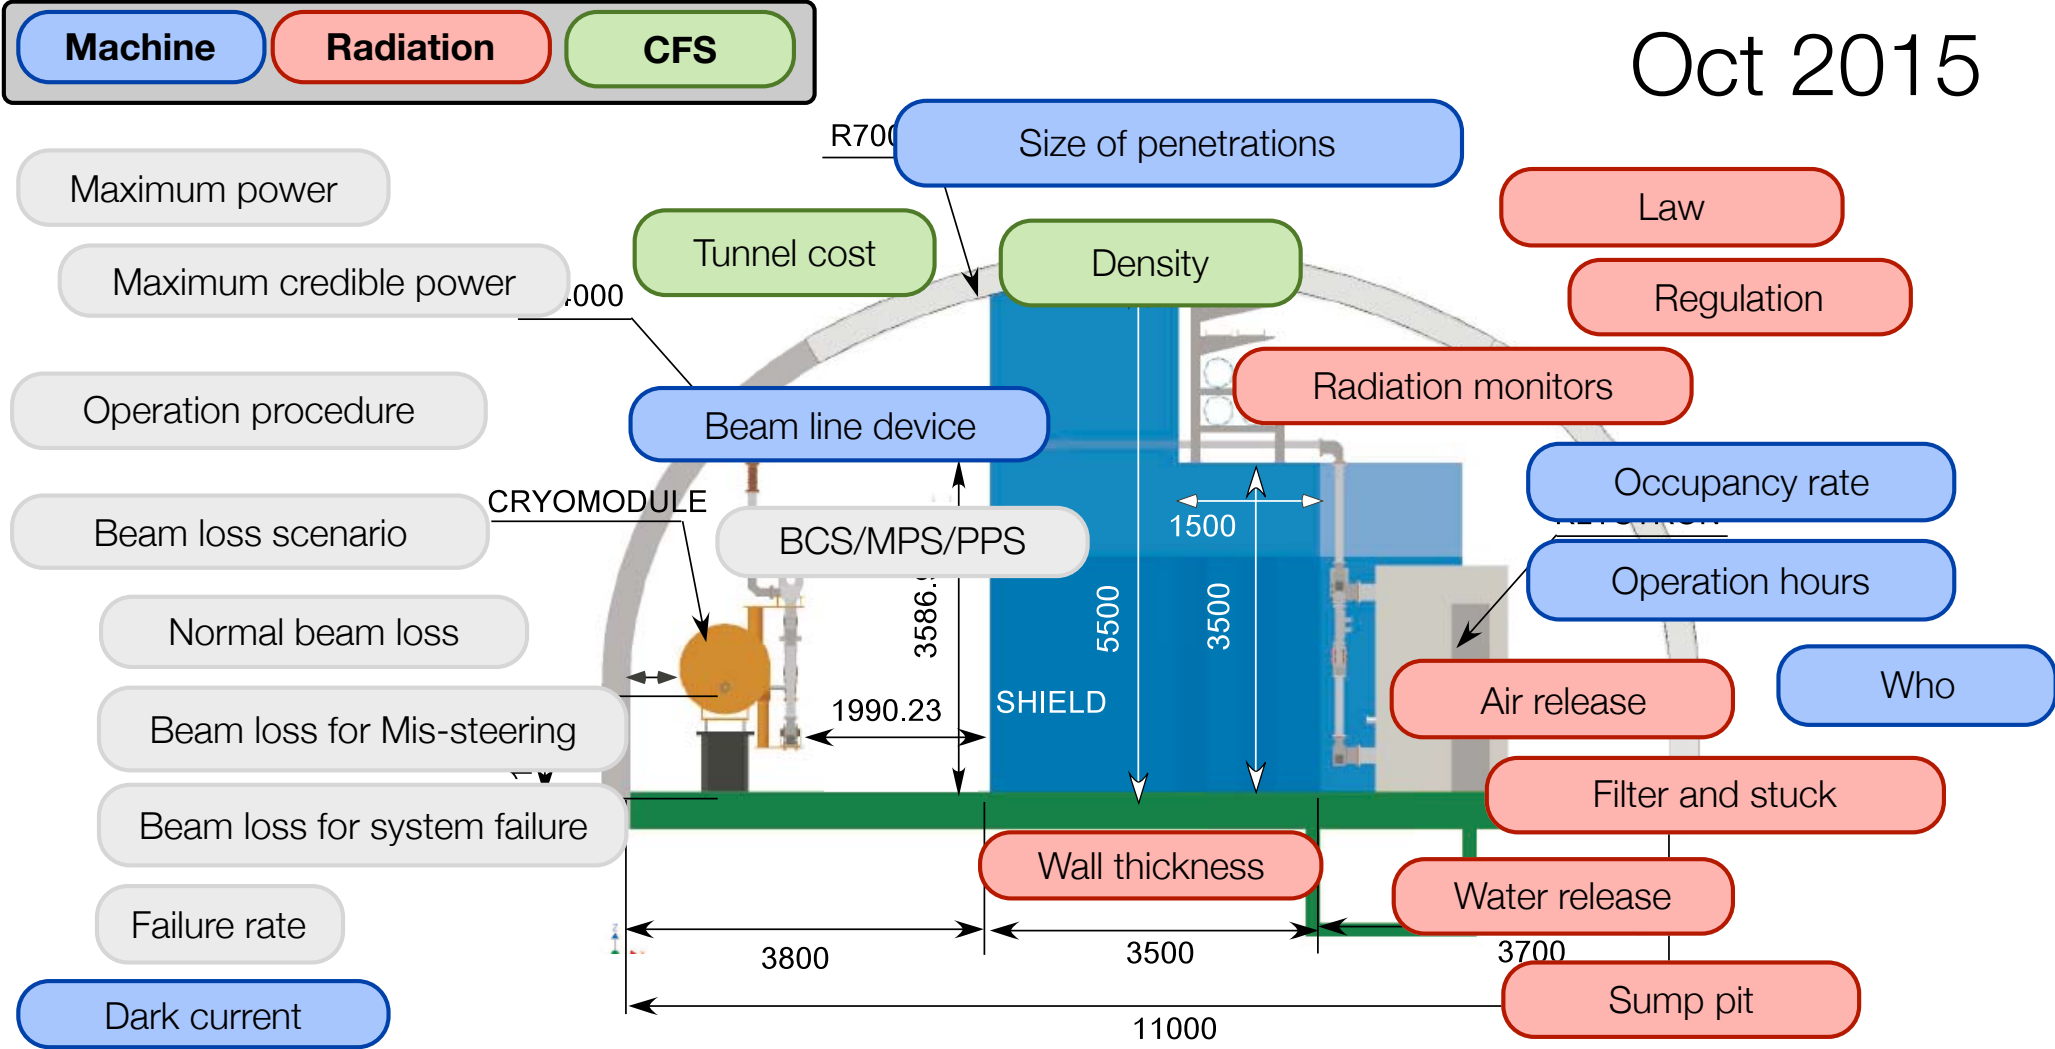 Machine
Radiation
CFS
Oct 2015
Size of penetrations
Maximum power
Law
Tunnel cost
Density
Maximum credible power
Regulation
Radiation monitors
Operation procedure
Beam line device
Occupancy rate
CRYOMODULE
Beam loss scenario
BCS/MPS/PPS
1500
Operation hours
5500
3500
Normal beam loss
Who
Air release
SHIELD
1990.23
Beam loss for Mis-steering
Filter and stuck
Beam loss for system failure
Wall thickness
Water release
Failure rate
3800
3500
3700
Sump pit
Dark current
11000